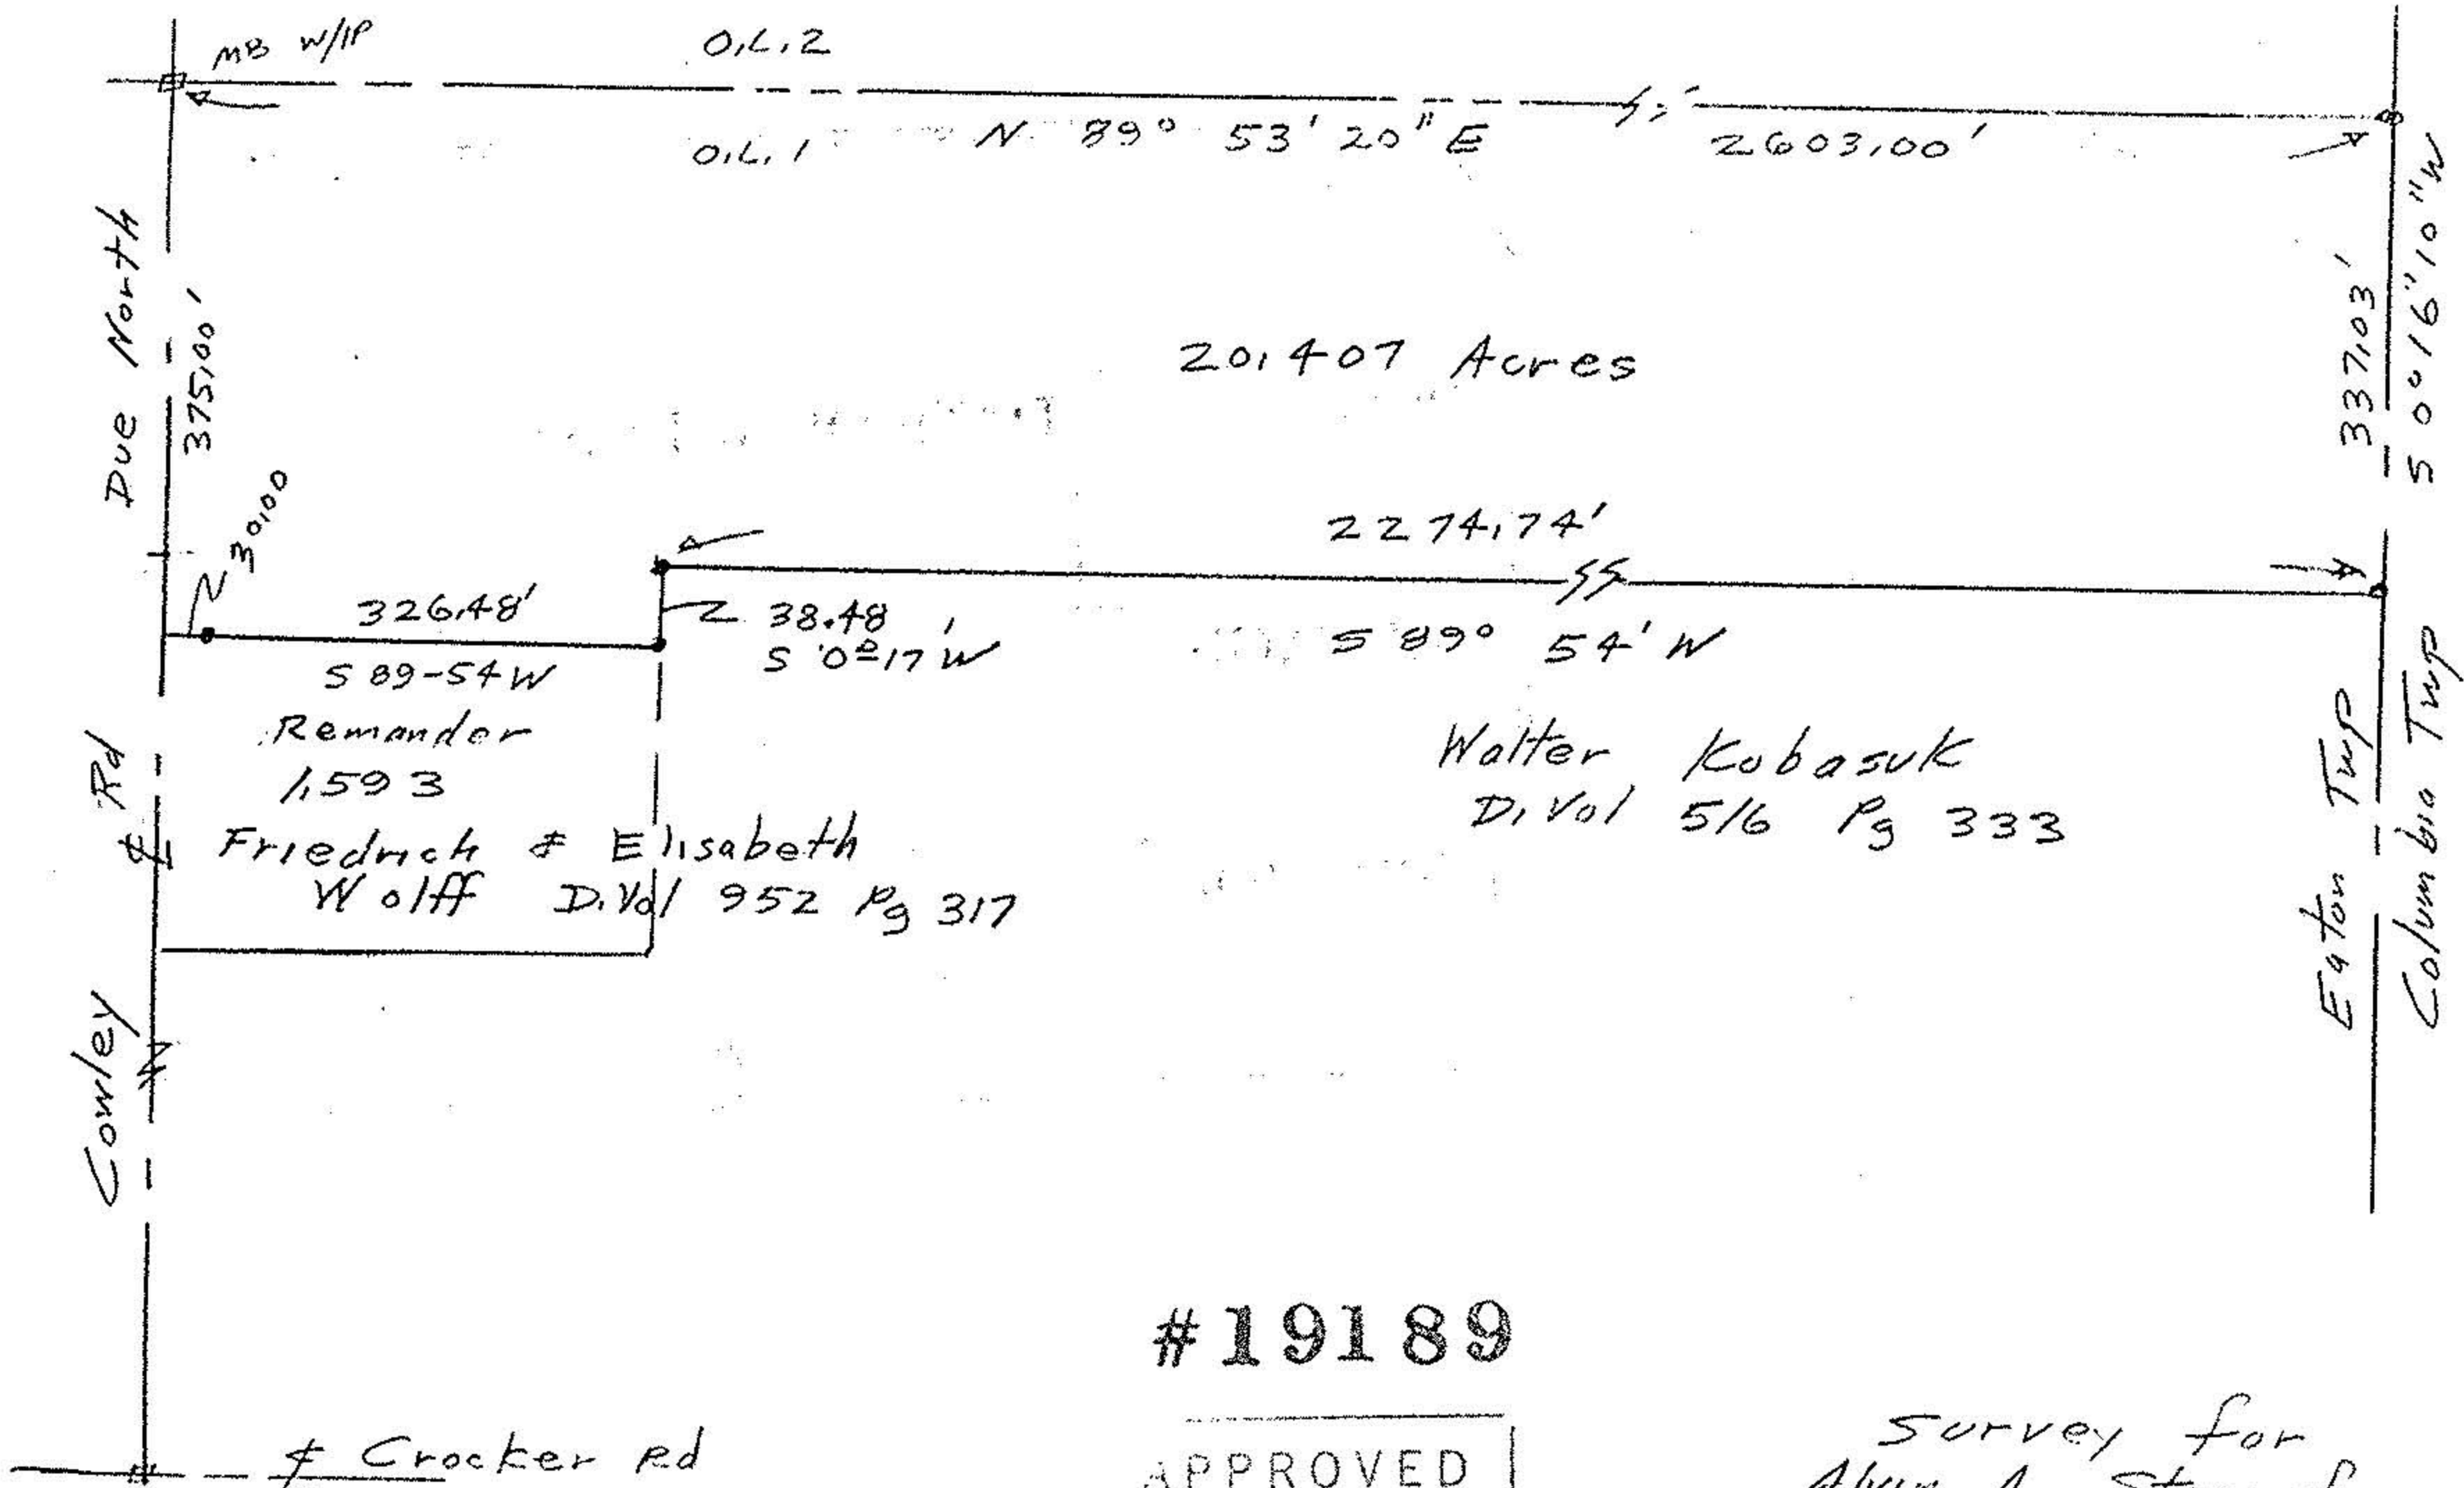 MB W/IP
O.L.2
O.L.1
N 89° 53' 20" E
2603.00'
Due North
375.00'
337.03'
S 0° 16" 10" W
20.407 Acres
30.00
2274.74'
326.48'
38.48'
S 0°17' W
S 89° 54' W
S 89-54 W
Remander
1.593
Friedrich & Elisabeth
Wolff D.Vol 952 Pg 317
Walter Kobasuk
D. Vol 516 Pg 333
Cowley ℄ Rd
Eaton Twp
Columbia Twp
#19189
℄ Crocker Rd
APPROVED
Survey for